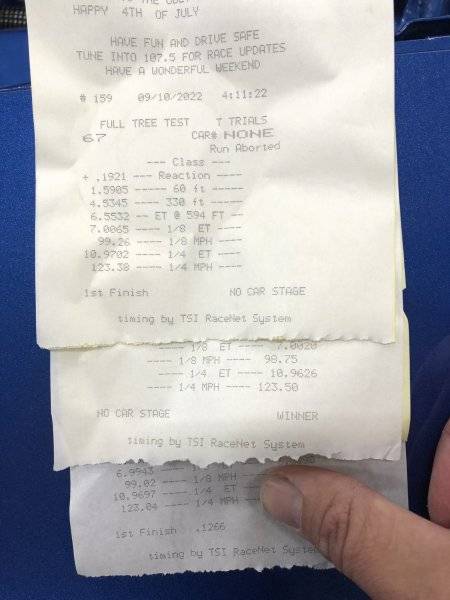 HAPPY 4TH OF JULY
HAVE FUN AND DRIVE SAFE
TUNE INTO 107.5 FOR RACE UPDATES
HAVE A WONDERFUL WEEKEND
# 159 09/10/2022 4:11:22
FULL TREE TEST T TRIALS
67 CAR# NONE
Run Aborted
--- Class ---
+ .1921 --- Reaction ----
1.5905 ----- 60 ft ----
4.5345 ---- 330 ft -----
6.5532 -- ET @ 594 FT --
7.0065 ---- 1/8 ET ----
99.26 ---- 1/8 MPH ----
10.9702 ---- 1/4 ET ----
123.38 ---- 1/4 MPH ----
1st Finish NO CAR STAGE
timing by TSI RaceNet System
---- 1/8 ET ---- 7.0020
---- 1/8 MPH ---- 98.75
---- 1/4 ET ---- 10.9626
---- 1/4 MPH ---- 123.50
NO CAR STAGE WINNER
timing by TSI RaceNet System
6.9943 ----
99.02 ---- 1/8 MPH
10.9697 ---- 1/4 ET
123.04 ---- 1/4 MPH
1st Finish .1266
timing by TSI RaceNet